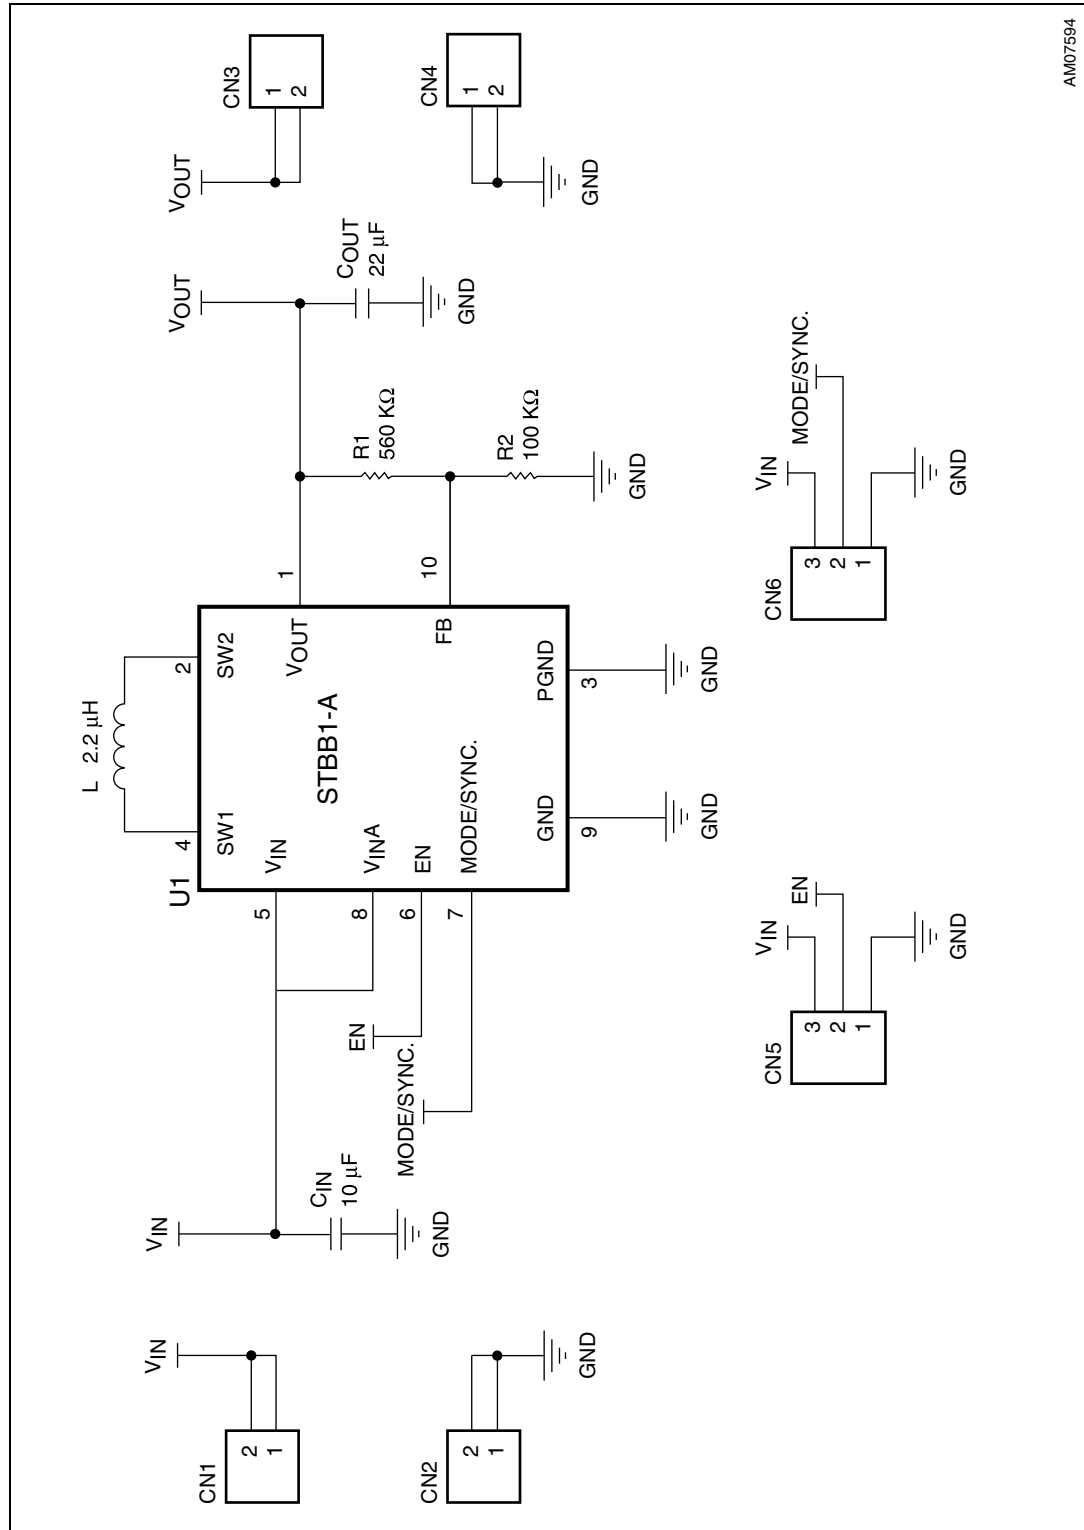 AM07594
CN3
1
2
VOUT
CN4
1
2
GND
VOUT
COUT
22 µF
GND
R1
560 KΩ
R2
100 KΩ
GND
1
10
L 2.2 µH
2
SW2
4
SW1
U1
STBB1-A
VOUT
FB
VIN
VINA
EN
MODE/SYNC.
GND
PGND
5
8
6
7
9
GND
3
GND
EN
MODE/SYNC.
VIN
CIN
10 µF
GND
CN1
2
1
VIN
CN2
2
1
GND
CN5
3
2
1
VIN
EN
GND
CN6
3
2
1
VIN
MODE/SYNC.
GND